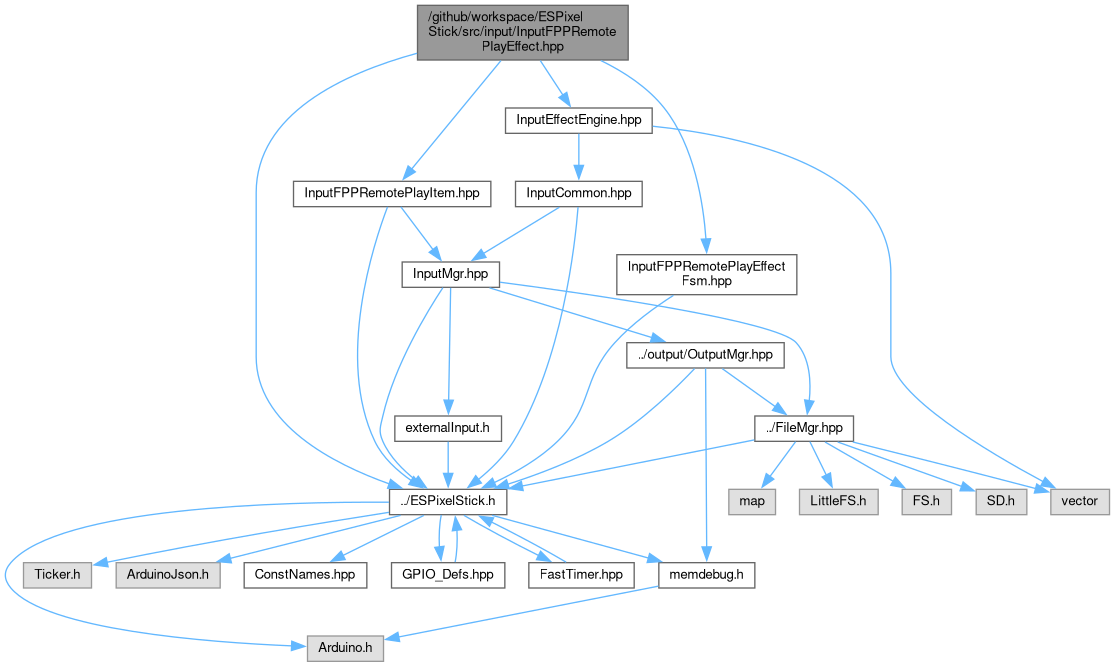 /github/workspace/ESPixel
Stick/src/input/InputFPPRemote
PlayEffect.hpp
InputEffectEngine.hpp
InputFPPRemotePlayItem.hpp
InputCommon.hpp
InputMgr.hpp
InputFPPRemotePlayEffect
Fsm.hpp
../output/OutputMgr.hpp
externalInput.h
../FileMgr.hpp
../ESPixelStick.h
map
LittleFS.h
FS.h
SD.h
vector
Ticker.h
ArduinoJson.h
ConstNames.hpp
GPIO_Defs.hpp
FastTimer.hpp
memdebug.h
Arduino.h